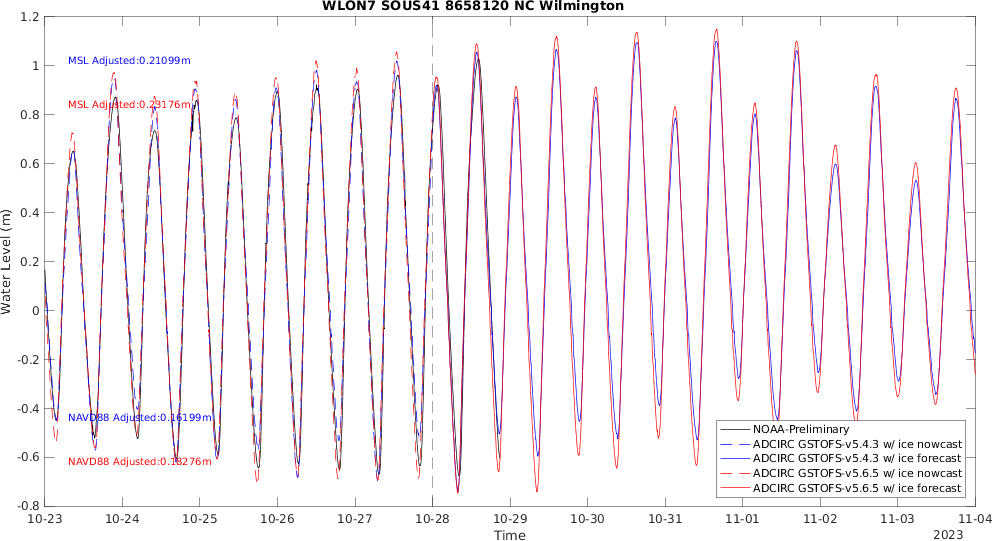 WLON7 SOUS41 8658120 NC Wilmington
1.2
1
0.8
0.6
0.4
0.2
0
-0.2
-0.4
-0.6
-0.8
Water Level (m)
MSL Adjusted:0.21099m
MSL Adjusted:0.23176m
NAVD88 Adjusted:0.16199m
NAVD88 Adjusted:0.18276m
NOAA-Preliminary
ADCIRC GSTOFS-v5.4.3 w/ ice nowcast
ADCIRC GSTOFS-v5.4.3 w/ ice forecast
ADCIRC GSTOFS-v5.6.5 w/ ice nowcast
ADCIRC GSTOFS-v5.6.5 w/ ice forecast
10-23 10-24 10-25 10-26 10-27 10-28 10-29 10-30 10-31 11-01 11-02 11-03 11-04
Time
2023